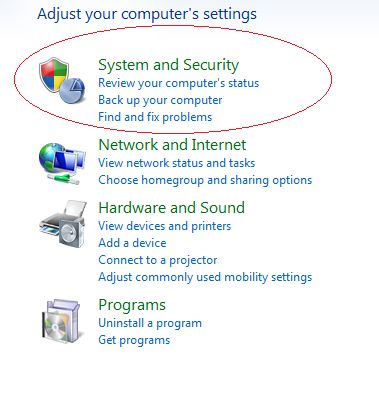 Adjust your computer's settings
System and Security
Review your computer's status
Back up your computer
Find and fix problems
Network and Internet
View network status and tasks
Choose homegroup and sharing options
Hardware and Sound
View devices and printers
Add a device
Connect to a projector
Adjust commonly used mobility settings
Programs
Uninstall a program
Get programs